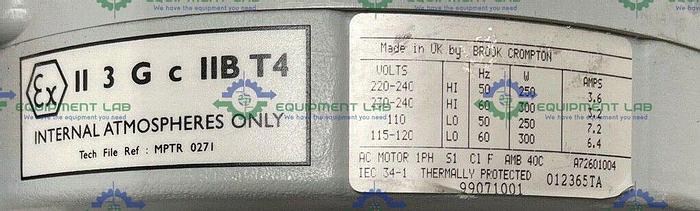 Ex II 3 G c IIB T4
INTERNAL ATMOSPHERES ONLY
Tech File Ref : MPTR 0271
Made in UK by BROOK CROMPTON
VOLTS Hz W AMPS
220-240 HI 50 250 3.6
-240 HI 60 300
110 LO 50 250 7.2
115-120 LO 60 300 6.4
AC MOTOR 1PH S1 Cl F AMB 40C A72601004
IEC 34-1 THERMALLY PROTECTED 012365TA
99071001
EQUIPMENT LAB
We have the equipment you need